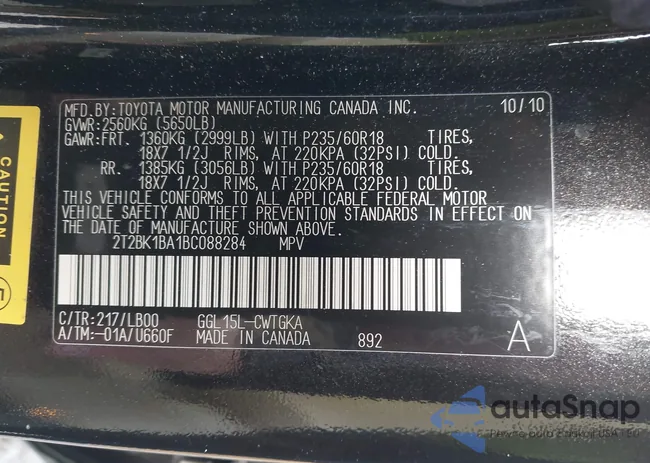 MFD.BY:TOYOTA MOTOR MANUFACTURING CANADA INC. 10/10
GVWR:2560KG (5650LB)
GAWR:FRT. 1360KG (2999LB) WITH P235/60R18 TIRES,
18X7 1/2J RIMS, AT 220KPA (32PSI) COLD.
RR. 1385KG (3056LB) WITH P235/60R18 TIRES,
18X7 1/2J RIMS, AT 220KPA (32PSI) COLD.
THIS VEHICLE CONFORMS TO ALL APPLICABLE FEDERAL MOTOR
VEHICLE SAFETY AND THEFT PREVENTION STANDARDS IN EFFECT ON
THE DATE OF MANUFACTURE SHOWN ABOVE.
2T2BK1BA1BC088284 MPV
C/TR:217/LB00 GGL15L-CWTGKA
A/TM:-01A/U660F MADE IN CANADA 892 A
CAUTION
autoSnap